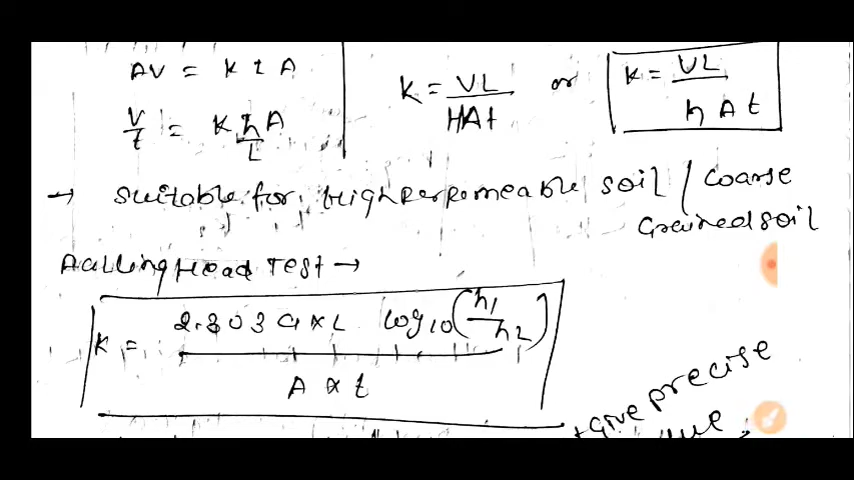 AV = K i A
V/t = K h/L A
K = VL/HAt or K = VL/hAt
→ Suitable for High permeable soil / Coarse
Grained soil
Falling Head Test →
K = 2.303 a x L log10 (h1/h2) / A x t
give precise